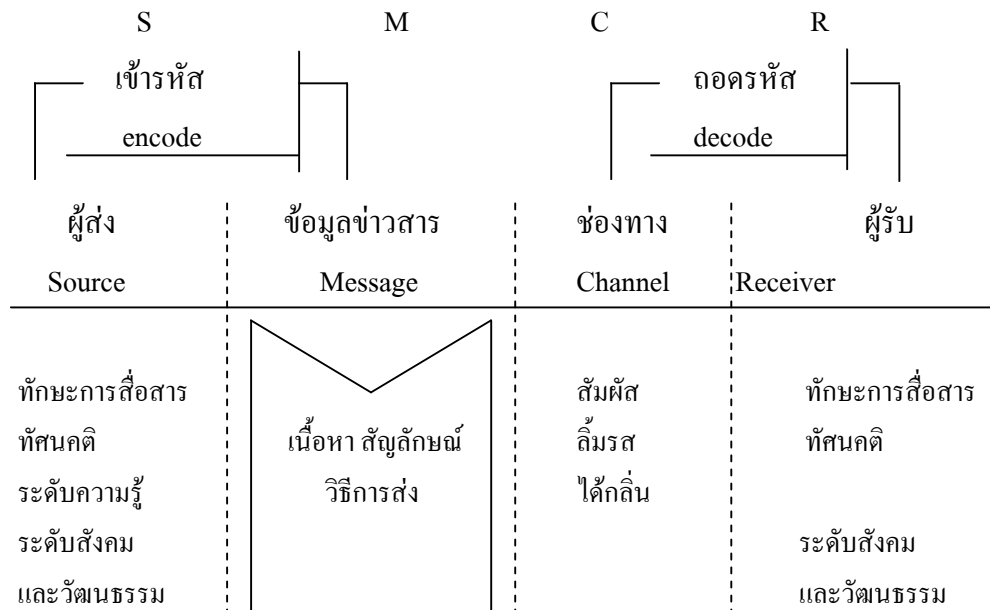 S M C R
เข้ารหัส ถอดรหัส
encode decode
ผู้ส่ง ข้อมูลข่าวสาร ช่องทาง ผู้รับ
Source Message Channel Receiver
ทักษะการสื่อสาร สัมผัส ทักษะการสื่อสาร
ทัศนคติ เนื้อหา สัญลักษณ์ ลิ้มรส ทัศนคติ
ระดับความรู้ วิธีการส่ง ได้กลิ่น
ระดับสังคม ระดับสังคม
และวัฒนธรรม และวัฒนธรรม